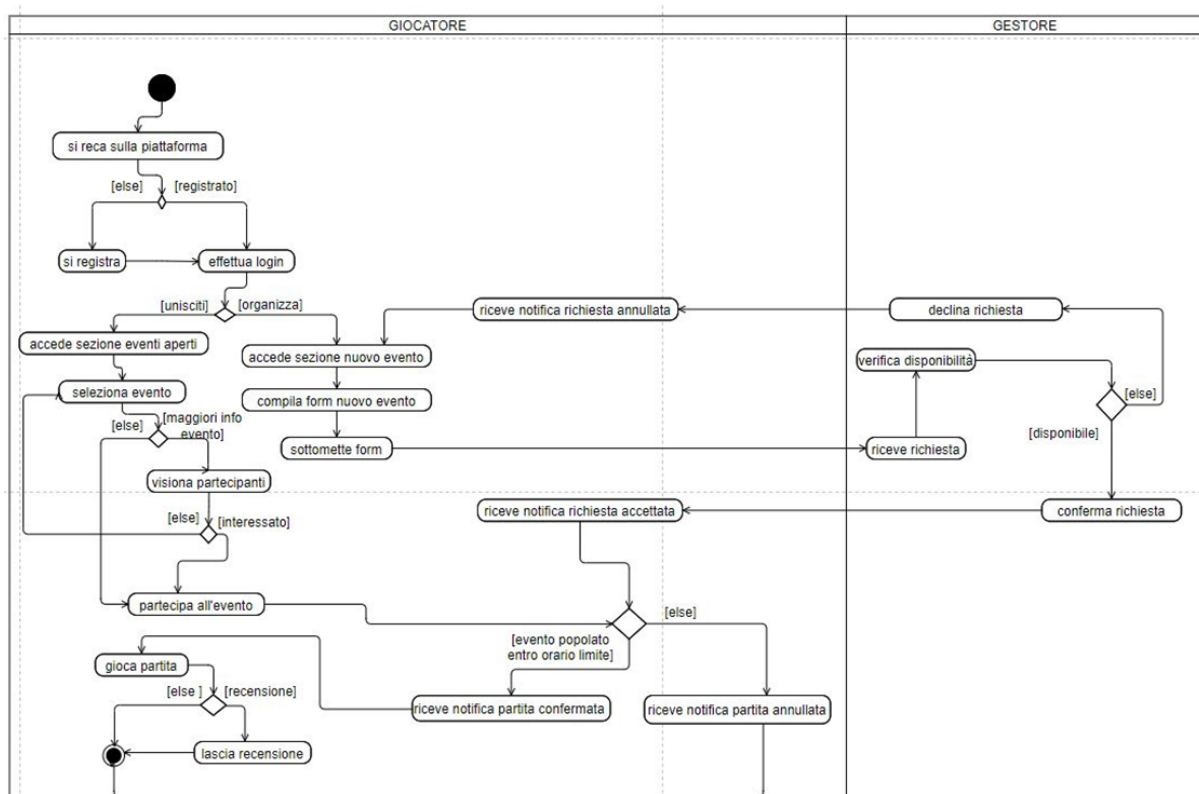 GIOCATORE
GESTORE
si reca sulla piattaforma
[else]
[registrato]
si registra
effettua login
[unisciti]
[organizza]
riceve notifica richiesta annullata
declina richiesta
accede sezione eventi aperti
accede sezione nuovo evento
verifica disponibilità
seleziona evento
compila form nuovo evento
[else]
[else]
[maggiori info
evento]
[disponibile]
sottomette form
riceve richiesta
visiona partecipanti
riceve notifica richiesta accettata
conferma richiesta
[else]
[interessato]
partecipa all'evento
[else]
[evento popolato
entro orario limite]
gioca partita
[else ]
[recensione]
riceve notifica partita confermata
riceve notifica partita annullata
lascia recensione